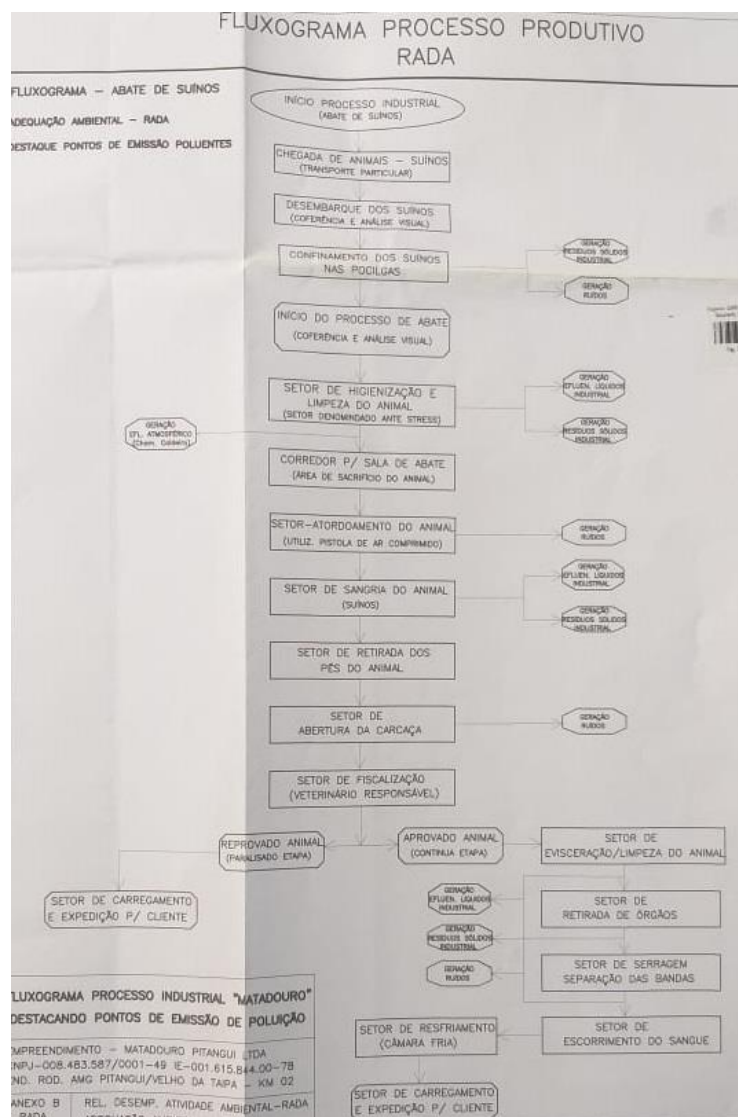 FLUXOGRAMA PROCESSO PRODUTIVO
RADA
FLUXOGRAMA – ABATE DE SUÍNOS
ADEQUAÇÃO AMBIENTAL – RADA
DESTAQUE PONTOS DE EMISSÃO POLUENTES
INÍCIO PROCESSO INDUSTRIAL
(ABATE DE SUÍNOS)
CHEGADA DE ANIMAIS – SUÍNOS
(TRANSPORTE PARTICULAR)
DESEMBARQUE DOS SUÍNOS
(COFERÊNCIA E ANÁLISE VISUAL)
CONFINAMENTO DOS SUÍNOS
NAS POCILGAS
GERAÇÃO
RESÍDUOS SÓLIDOS
INDUSTRIAL
GERAÇÃO
RUÍDOS
INÍCIO DO PROCESSO DE ABATE
(COFERÊNCIA E ANÁLISE VISUAL)
SETOR DE HIGIENIZAÇÃO E
LIMPEZA DO ANIMAL
(SETOR DENOMINDADO ANTE STRESS)
GERAÇÃO
EFLUEN. LÍQUIDOS
INDUSTRIAL
GERAÇÃO
RESÍDUOS SÓLIDOS
INDUSTRIAL
GERAÇÃO
EFL. ATMOSFÉRICO
CORREDOR P/ SALA DE ABATE
(ÁREA DE SACRIFÍCIO DO ANIMAL)
SETOR-ATORDOAMENTO DO ANIMAL
(UTILIZ. PISTOLA DE AR COMPRIMIDO)
GERAÇÃO
RUÍDOS
SETOR DE SANGRIA DO ANIMAL
(SUÍNOS)
GERAÇÃO
EFLUEN. LÍQUIDOS
INDUSTRIAL
GERAÇÃO
RESÍDUOS SÓLIDOS
INDUSTRIAL
SETOR DE RETIRADA DOS
PÉS DO ANIMAL
SETOR DE
ABERTURA DA CARCAÇA
GERAÇÃO
RUÍDOS
SETOR DE FISCALIZAÇÃO
(VETERINÁRIO RESPONSÁVEL)
REPROVADO ANIMAL
(PARALISADO ETAPA)
APROVADO ANIMAL
(CONTINUA ETAPA)
SETOR DE
EVISCERAÇÃO/LIMPEZA DO ANIMAL
SETOR DE CARREGAMENTO
E EXPEDIÇÃO P/ CLIENTE
GERAÇÃO
EFLUEN. LÍQUIDOS
INDUSTRIAL
GERAÇÃO
RESÍDUOS SÓLIDOS
INDUSTRIAL
GERAÇÃO
RUÍDOS
SETOR DE
RETIRADA DE ÓRGÃOS
SETOR DE SERRAGEM
SEPARAÇÃO DAS BANDAS
SETOR DE
ESCORRIMENTO DO SANGUE
SETOR DE RESFRIAMENTO
(CÂMARA FRIA)
SETOR DE CARREGAMENTO
E EXPEDIÇÃO P/ CLIENTE
FLUXOGRAMA PROCESSO INDUSTRIAL "MATADOURO"
DESTACANDO PONTOS DE EMISSÃO DE POLUIÇÃO
EMPREENDIMENTO – MATADOURO PITANGUI LTDA
CNPJ-008.483.587/0001-49 IE-001.615.844.00-78
END. ROD. AMG PITANGUI/VELHO DA TAIPA – KM 02
ANEXO B
RADA
REL. DESEMP. ATIVIDADE AMBIENTAL-RADA